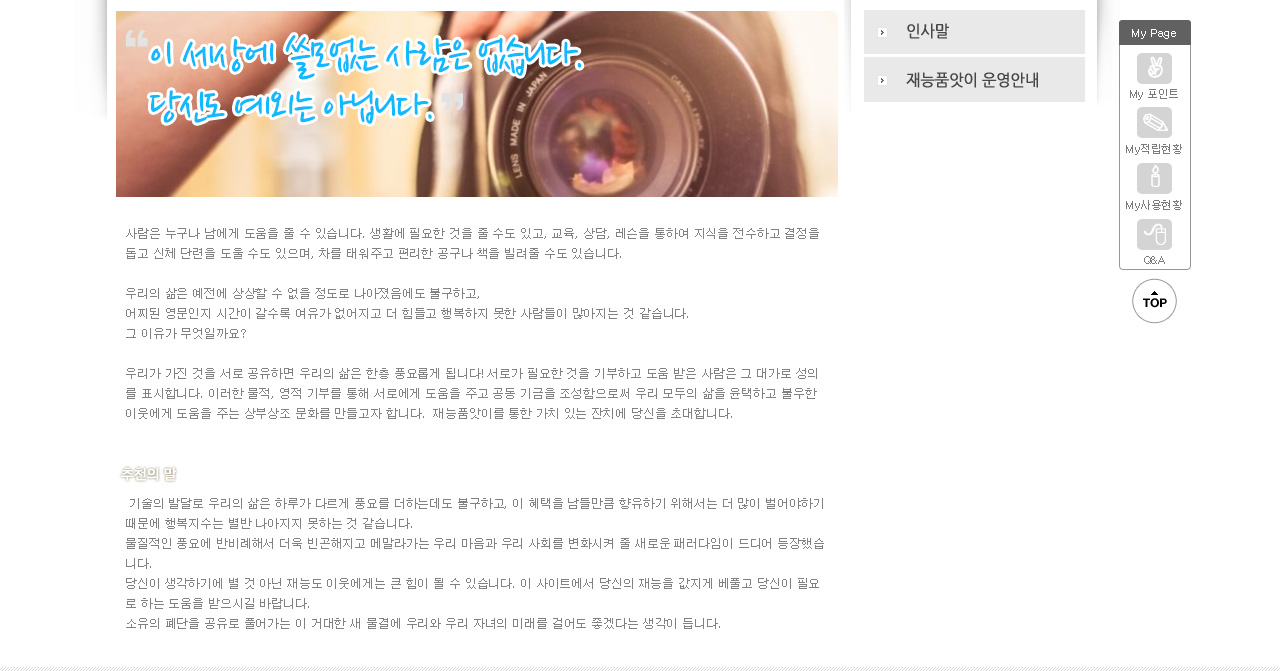 “이 세상에 쓸모없는 사람은 없습니다.
당신도 예외는 아닙니다.”
LENS MADE IN JAPAN
CANON LENS
사람은 누구나 남에게 도움을 줄 수 있습니다. 생활에 필요한 것을 줄 수도 있고, 교육, 상담, 레슨을 통하여 지식을 전수하고 결정을
돕고 신체 단련을 도울 수도 있으며, 차를 태워주고 편리한 공구나 책을 빌려줄 수도 있습니다.
우리의 삶은 예전에 상상할 수 없을 정도로 나아졌음에도 불구하고,
어찌된 영문인지 시간이 갈수록 여유가 없어지고 더 힘들고 행복하지 못한 사람들이 많아지는 것 같습니다.
그 이유가 무엇일까요?
우리가 가진 것을 서로 공유하면 우리의 삶은 한층 풍요롭게 됩니다! 서로가 필요한 것을 기부하고 도움 받은 사람은 그 대가로 성의
를 표시합니다. 이러한 물적, 영적 기부를 통해 서로에게 도움을 주고 공동 기금을 조성함으로써 우리 모두의 삶을 윤택하고 불우한
이웃에게 도움을 주는 상부상조 문화를 만들고자 합니다. 재능품앗이를 통한 가치 있는 잔치에 당신을 초대합니다.
추천의 말
기술의 발달로 우리의 삶은 하루가 다르게 풍요를 더하는데도 불구하고, 이 혜택을 남들만큼 향유하기 위해서는 더 많이 벌어야하기
때문에 행복지수는 별반 나아지지 못하는 것 같습니다.
물질적인 풍요에 반비례해서 더욱 빈곤해지고 메말라가는 우리 마음과 우리 사회를 변화시켜 줄 새로운 패러다임이 드디어 등장했습
니다.
당신이 생각하기에 별 것 아닌 재능도 이웃에게는 큰 힘이 될 수 있습니다. 이 사이트에서 당신의 재능을 값지게 베풀고 당신이 필요
로 하는 도움을 받으시길 바랍니다.
소유의 폐단을 공유로 풀어가는 이 거대한 새 물결에 우리와 우리 자녀의 미래를 걸어도 좋겠다는 생각이 듭니다.
인사말
재능품앗이 운영안내
My Page
My 포인트
My적립현황
My사용현황
Q&A
TOP